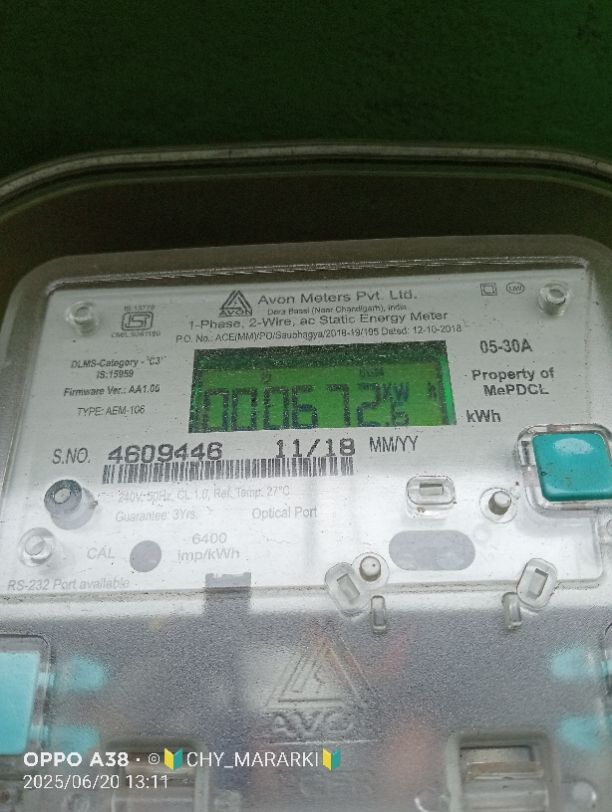 IS 13779
ISI
AVON
Avon Meters Pvt. Ltd.
Dera Bassi (Near Chandigarh), India
1-Phase, 2-Wire, ac Static Energy Meter
P.O. No.: ACE(MM)/PO/Saubhagya/2018-19/195 Dated: 12-10-2018
DLMS-Category - 'C3'
IS:15959
Firmware Ver.: AA1.05
TYPE: AEM-106
05-30A
Property of
MePDCL
kWh
S.NO. 4609446 11/18 MM/YY
240V-50Hz, CL 1.0, Ref. Temp. 27°C
Guarantee: 3Yrs. Optical Port
CAL 6400
imp/kWh
RS-232 Port available
AVON
OPPO A38 · ©🔰CHY_MARARKI🔰
2025/06/20 13:11